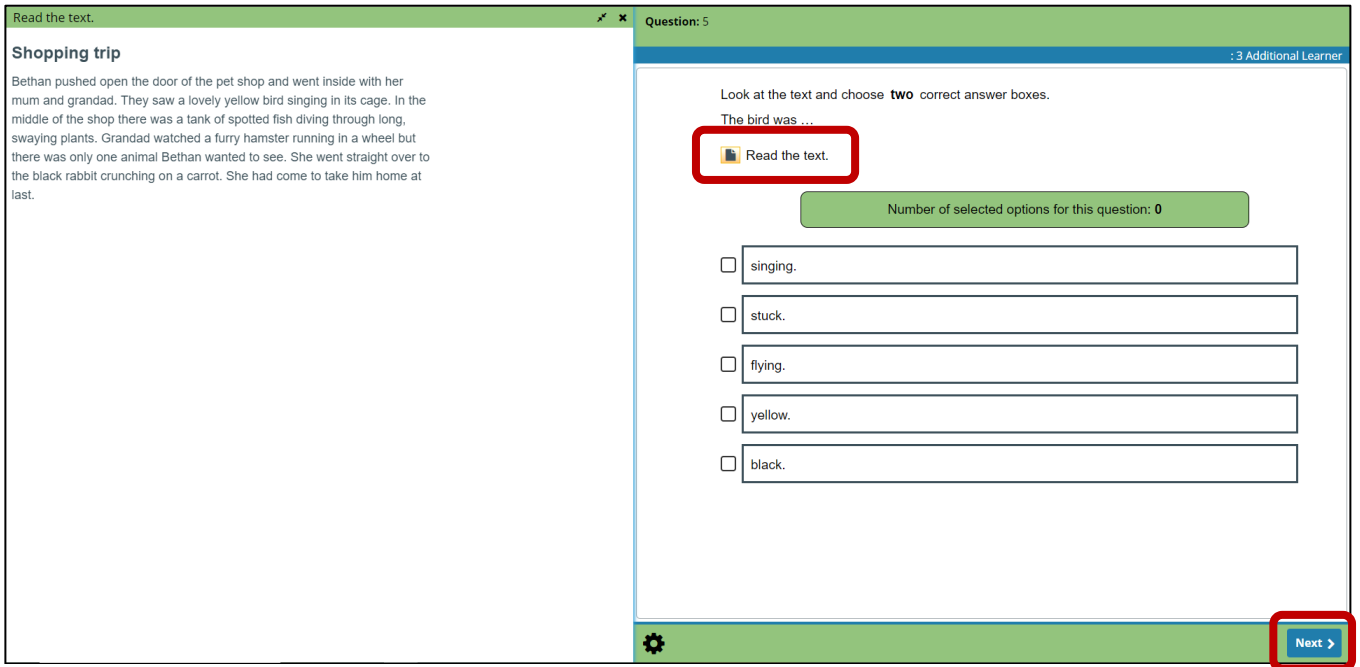 Read the text.
Shopping trip
Bethan pushed open the door of the pet shop and went inside with her
mum and grandad. They saw a lovely yellow bird singing in its cage. In the
middle of the shop there was a tank of spotted fish diving through long,
swaying plants. Grandad watched a furry hamster running in a wheel but
there was only one animal Bethan wanted to see. She went straight over to
the black rabbit crunching on a carrot. She had come to take him home at
last.
Question: 5
: 3 Additional Learner
Look at the text and choose two correct answer boxes.
The bird was ...
Read the text.
Number of selected options for this question: 0
singing.
stuck.
flying.
yellow.
black.
Next